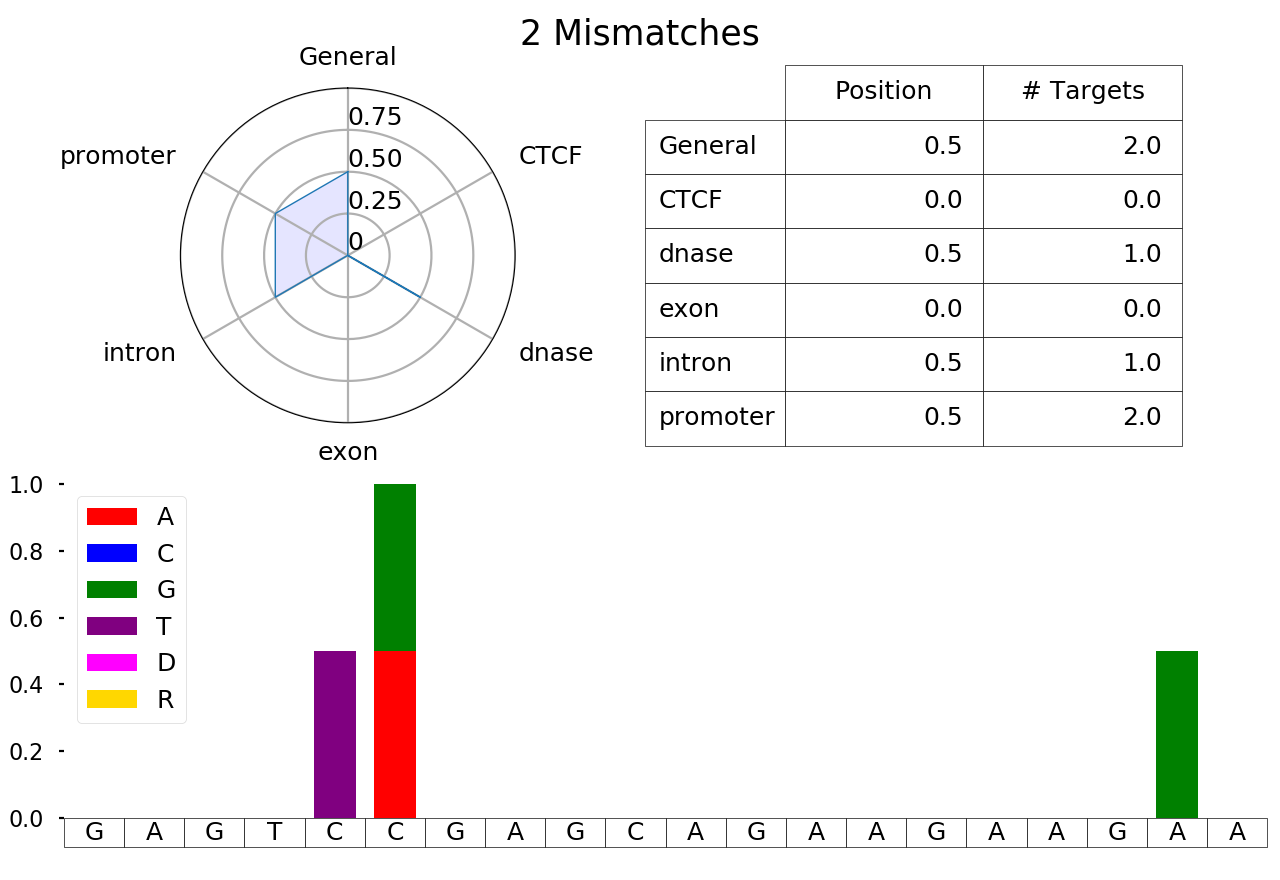 2 Mismatches
General
0.75
0.50
0.25
0
promoter
CTCF
intron
dnase
exon
Position # Targets
General 0.5 2.0
CTCF 0.0 0.0
dnase 0.5 1.0
exon 0.0 0.0
intron 0.5 1.0
promoter 0.5 2.0
1.0
0.8
0.6
0.4
0.2
0.0
A
C
G
T
D
R
G A G T C C G A G C A G A A G A A G A A